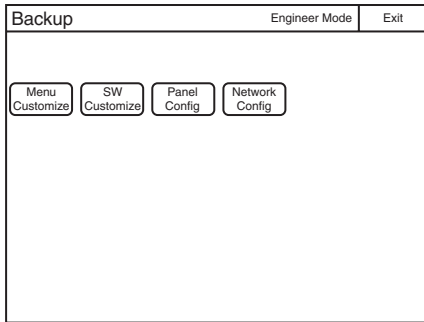 Backup Engineer Mode Exit
Menu Customize SW Customize Panel Config Network Config